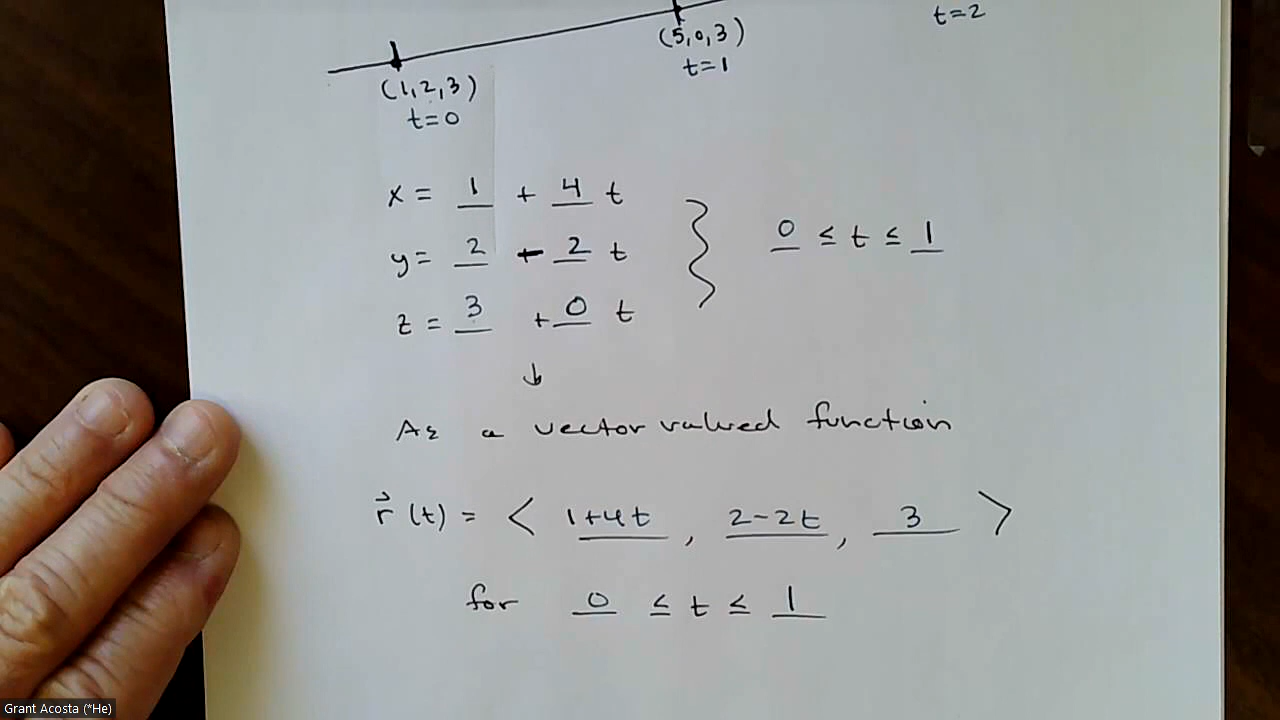 t=2
(5,0,3)
t=1
(1,2,3)
t=0
x = 1 + 4 t
y = 2 - 2 t
z = 3 + 0 t
0 ≤ t ≤ 1
↓
As a vector valued function
r⃗ (t) = < 1+4t , 2-2t , 3 >
for 0 ≤ t ≤ 1
Grant Acosta (*He)